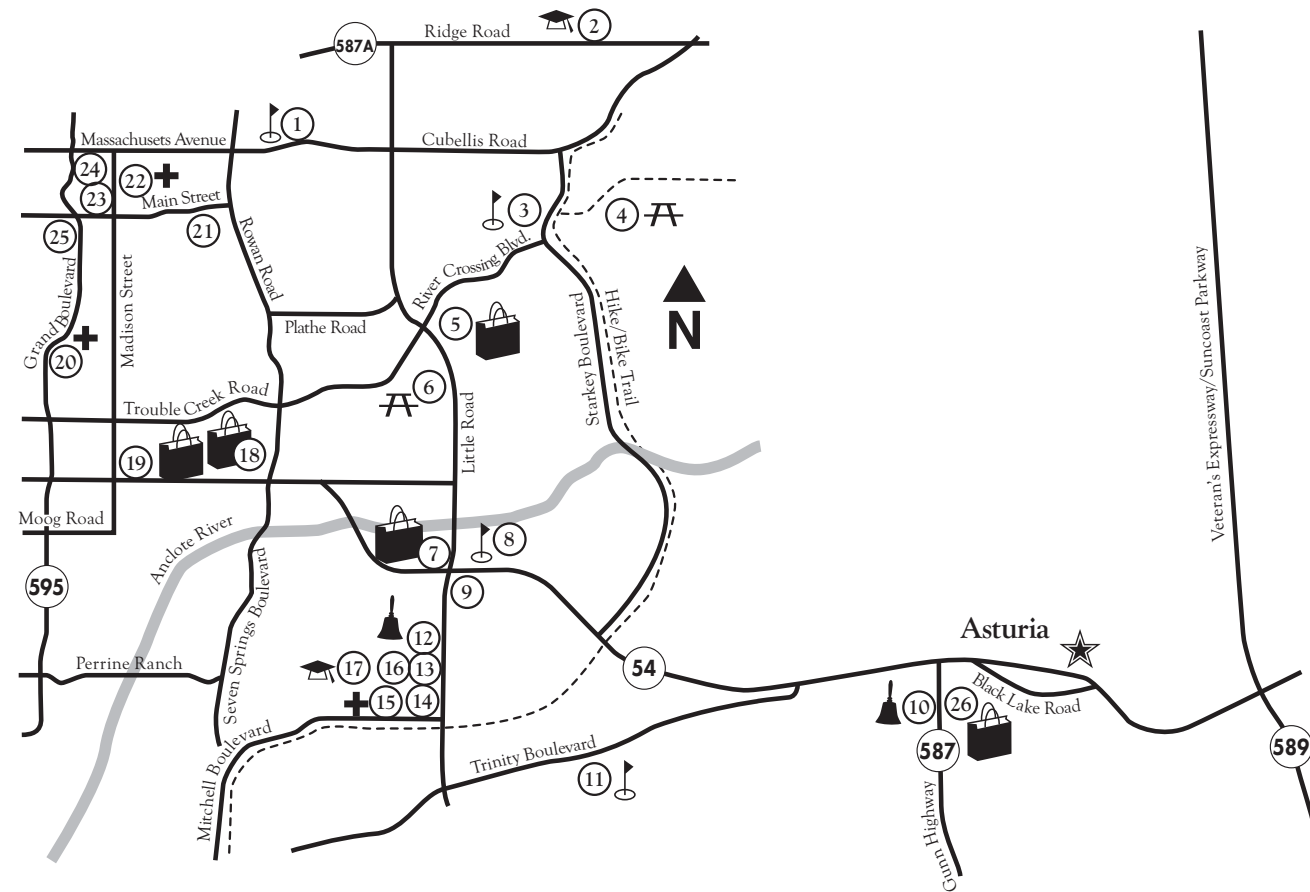 Ridge Road
2
587A
Massachusets Avenue
1
Cubellis Road
24
22
23
Main Street
3
4
25
21
Rowan Road
River Crossing Blvd.
Grand Boulevard
Madison Street
Plathe Road
5
N
Starkey Boulevard
Hike/Bike Trail
Veteran's Expressway/Suncoast Parkway
20
Trouble Creek Road
6
Little Road
19
18
Moog Road
Anclote River
7
8
595
9
Seven Springs Boulevard
12
Asturia
Perrine Ranch
17
16
13
54
15
14
10
26
Black Lake Road
Mitchell Boulevard
Trinity Boulevard
11
587
589
Gunn Highway